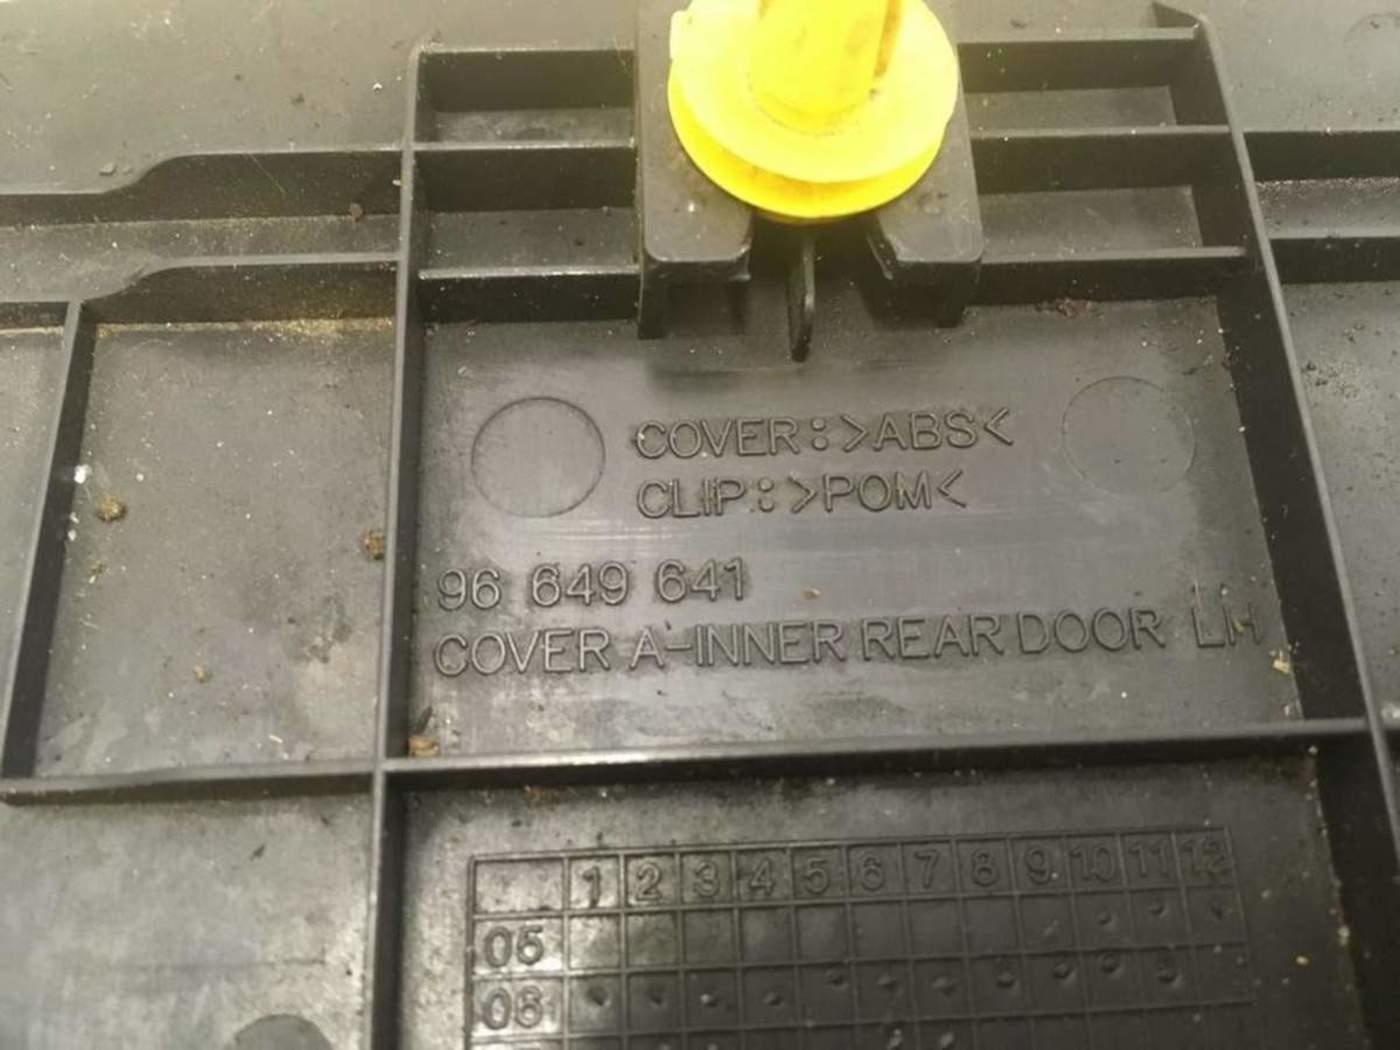 COVER:>ABS<
CLIP:>POM<
96 649 641
COVER A-INNER REAR DOOR LH
1 2 3 4 5 6 7 8 9 10 11 12
05
06